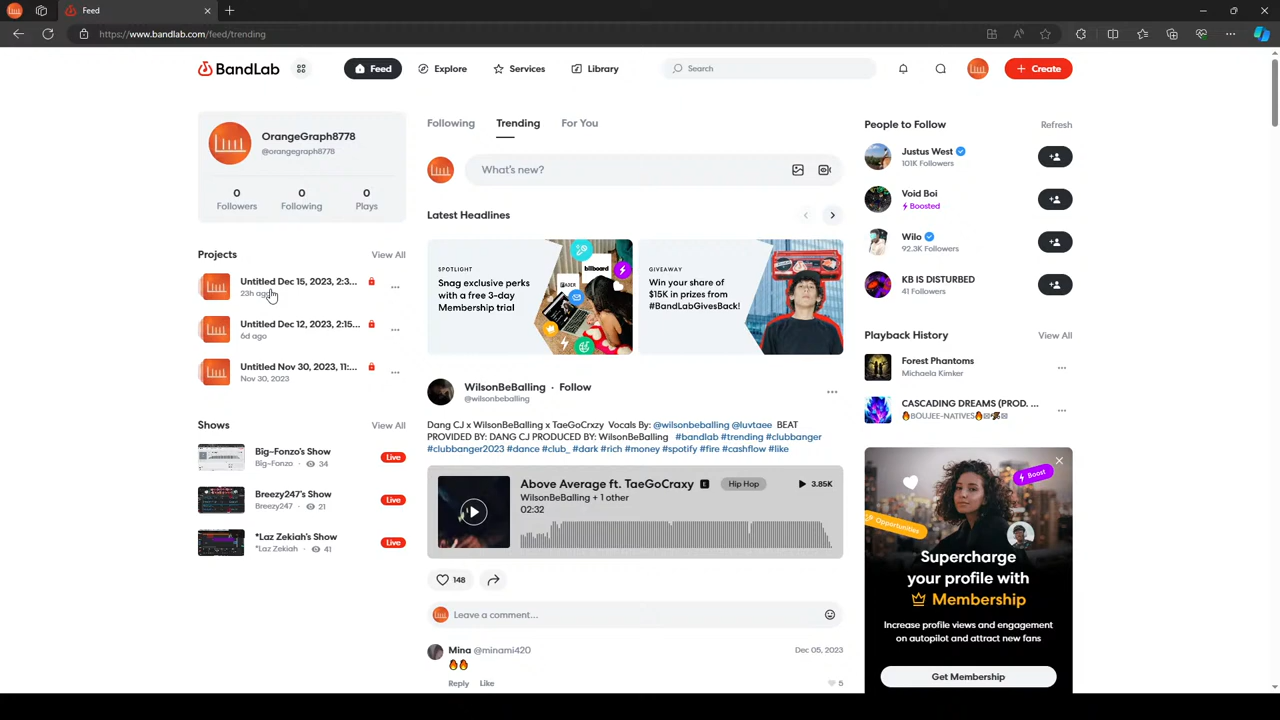 Feed
https://www.bandlab.com/feed/trending
BandLab
Feed
Explore
Services
Library
Search
Create
OrangeGraph8778
@orangegraph8778
0
Followers
0
Following
0
Plays
Projects
View All
Untitled Dec 15, 2023, 2:3...
23h ago
Untitled Dec 12, 2023, 2:15...
6d ago
Untitled Nov 30, 2023, 11:...
Nov 30, 2023
Shows
View All
Big-Fonzo's Show
Big-Fonzo · 34
Live
Breezy247's Show
Breezy247 · 21
Live
*Laz Zekiah's Show
*Laz Zekiah · 41
Live
Following
Trending
For You
What's new?
Latest Headlines
SPOTLIGHT
Snag exclusive perks
with a free 3-day
Membership trial
billboard
GIVEAWAY
Win your share of
$15K in prizes from
#BandLabGivesBack!
WilsonBeBalling · Follow
@wilsonbeballing
Dang CJ x WilsonBeBalling x TaeGoCrxzy Vocals By: @wilsonbeballing @luvtaee BEAT
PROVIDED BY: DANG CJ PRODUCED BY: WilsonBeBalling #bandlab #trending #clubbanger
#clubbanger2023 #dance #club_ #dark #rich #money #spotify #fire #cashflow #like
Above Average ft. TaeGoCraxy E Hip Hop 3.85K
WilsonBeBalling + 1 other
02:32
148
Leave a comment...
Mina @minami420
Dec 05, 2023
🔥🔥
Reply Like
5
People to Follow
Refresh
Justus West
101K Followers
Void Boi
Boosted
Wilo
92.3K Followers
KB IS DISTURBED
41 Followers
Playback History
View All
Forest Phantoms
Michaela Kimker
CASCADING DREAMS (PROD. ...
BOUJEE-NATIVES
Boost
Opportunities
Supercharge
your profile with
Membership
Increase profile views and engagement
on autopilot and attract new fans
Get Membership